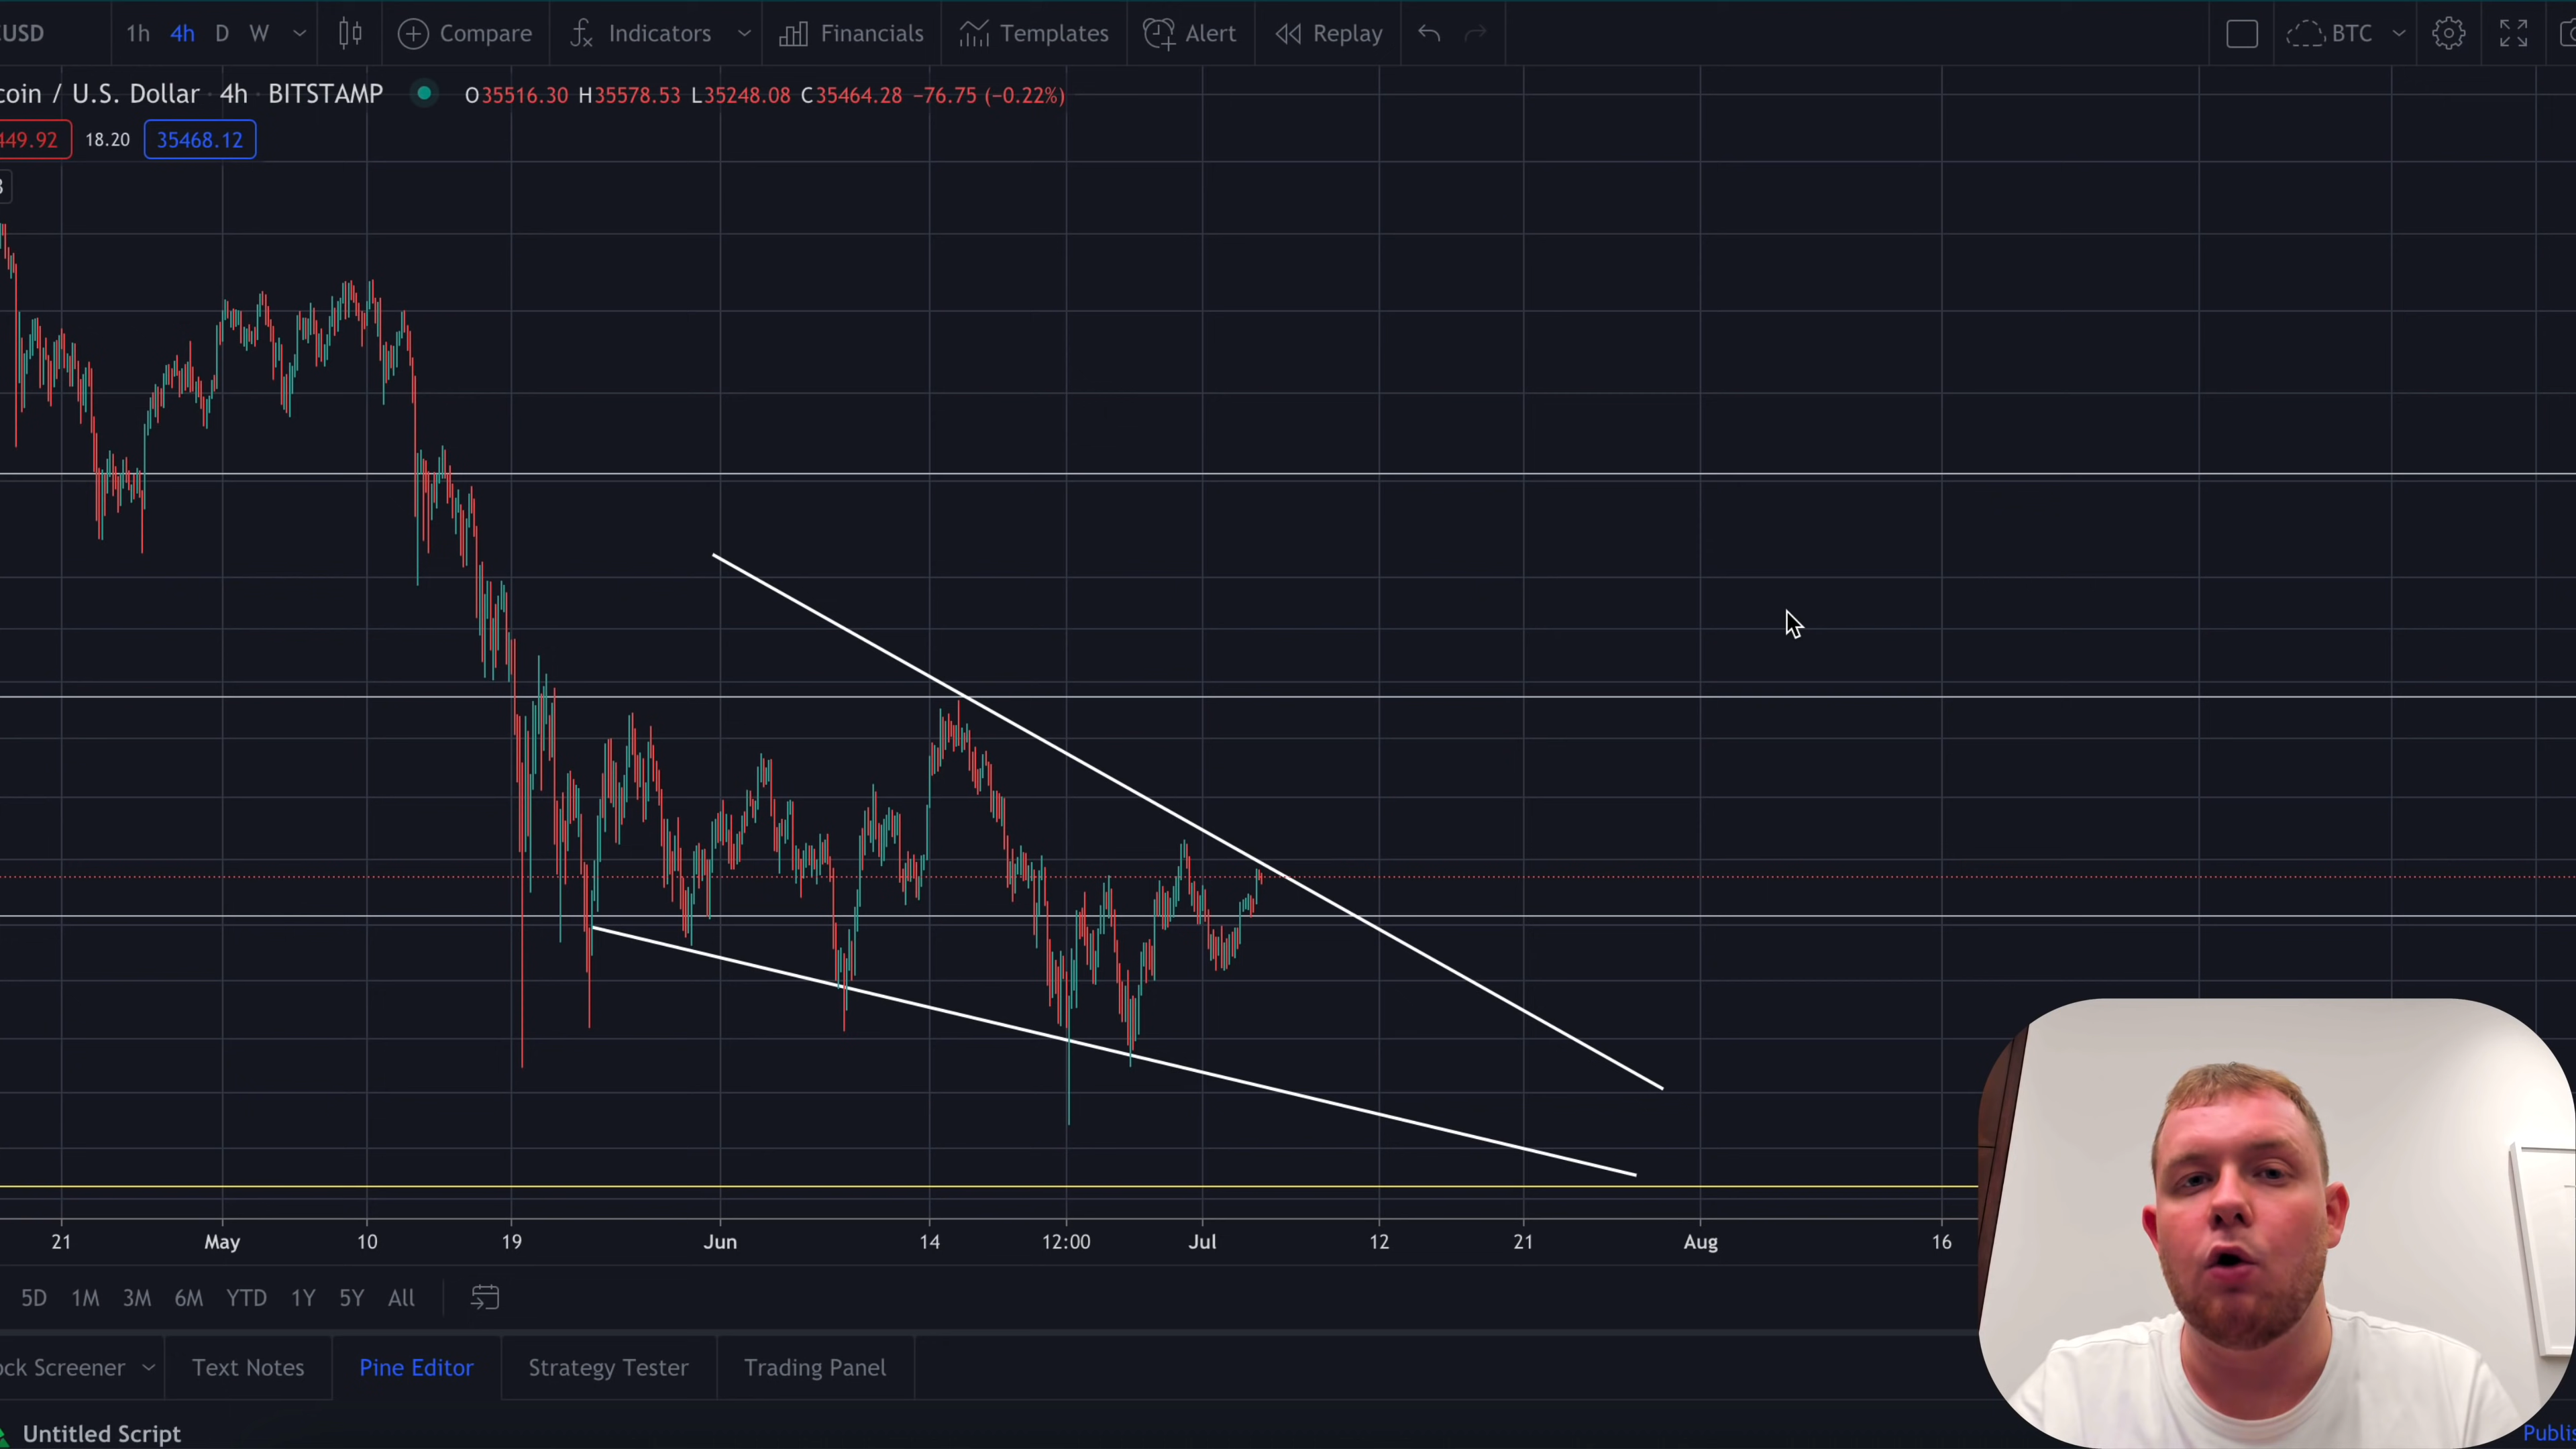 USD 1h 4h D W Compare Indicators Financials Templates Alert Replay BTC
coin / U.S. Dollar 4h BITSTAMP O35516.30 H35578.53 L35248.08 C35464.28 −76.75 (−0.22%)
449.92 18.20 35468.12
21 May 10 19 Jun 14 12:00 Jul 12 21 Aug 16
5D 1M 3M 6M YTD 1Y 5Y All
ock Screener Text Notes Pine Editor Strategy Tester Trading Panel
Untitled Script Publis